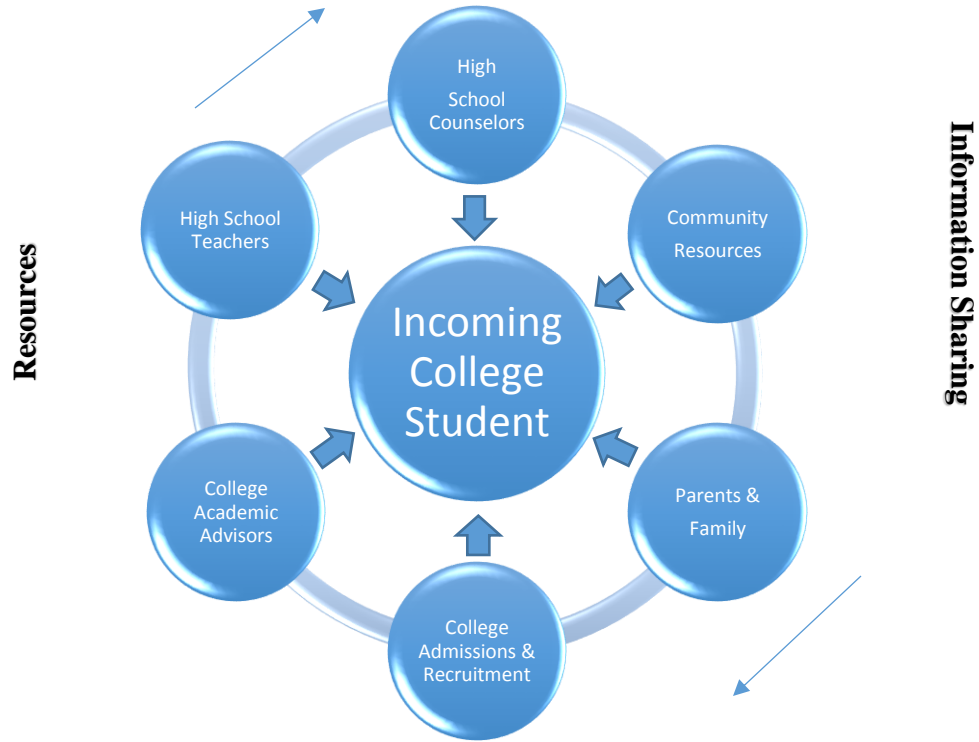 High
School
Counselors
High School
Teachers
Community
Resources
Resources
Information Sharing
Incoming
College
Student
College
Academic
Advisors
Parents &
Family
College
Admissions &
Recruitment